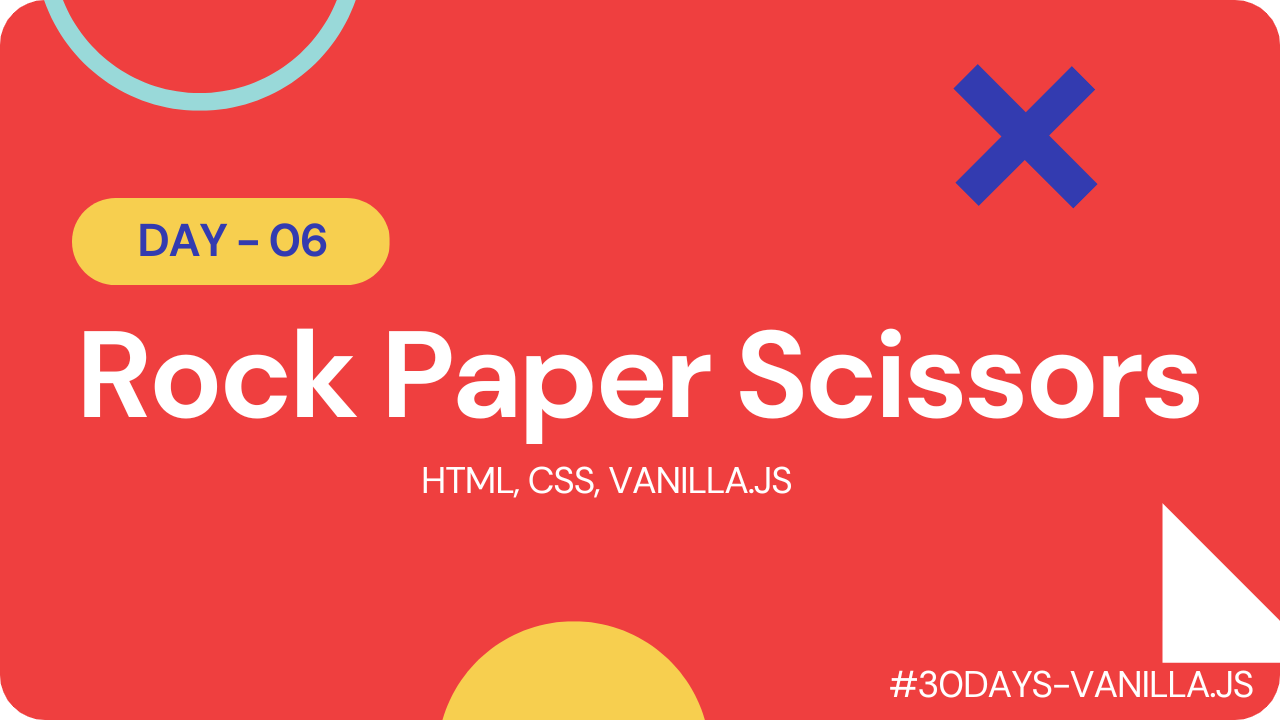 DAY - 06
Rock Paper Scissors
HTML, CSS, VANILLA.JS
#30DAYS-VANILLA.JS